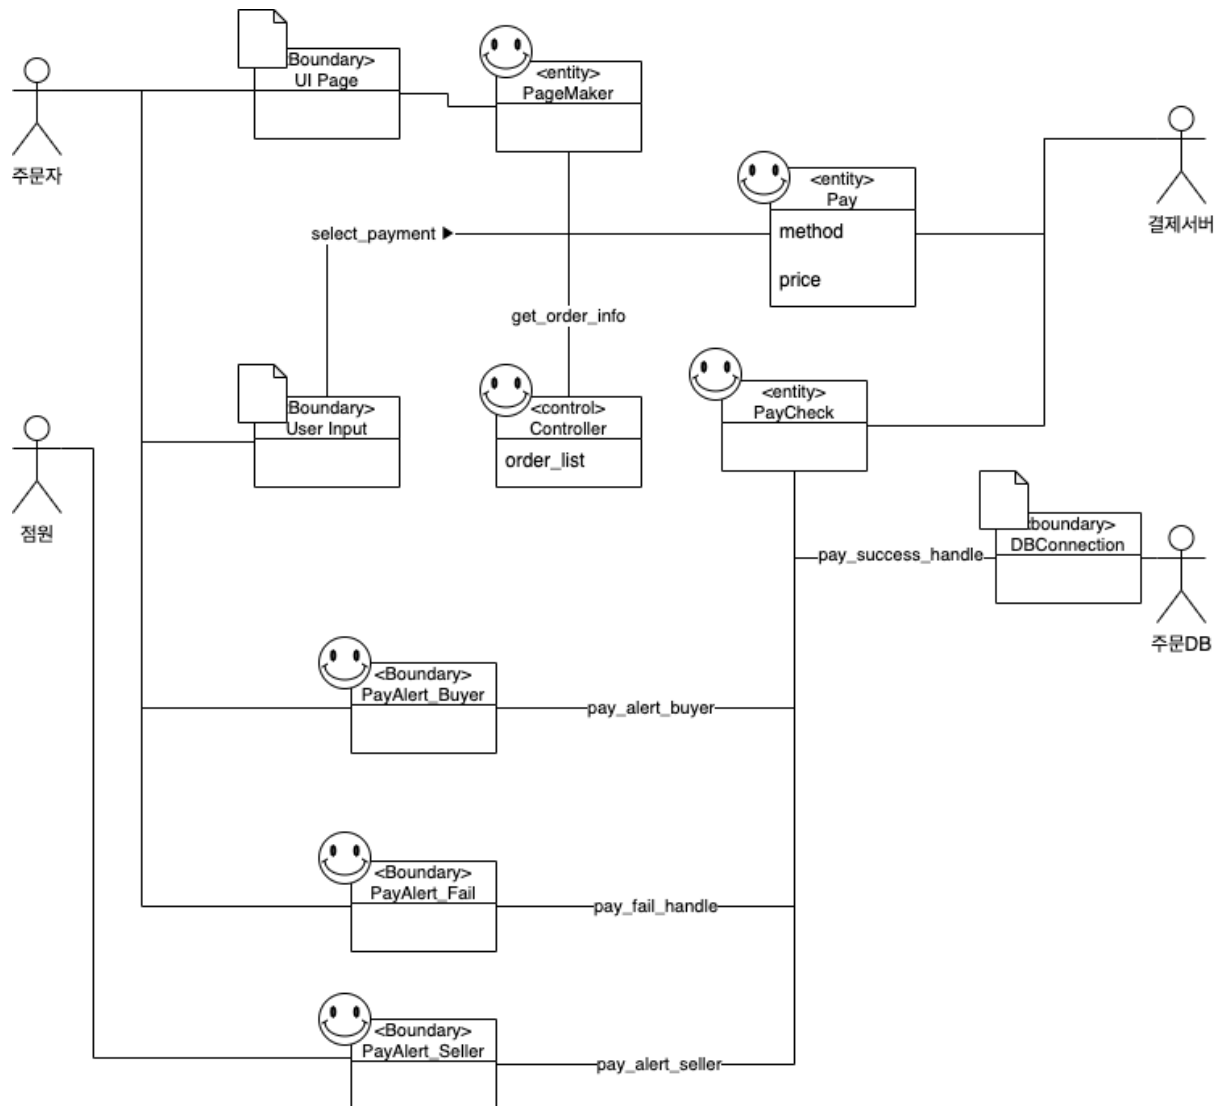 Boundary>
UI Page
<entity>
PageMaker
주문자
<entity>
Pay
method
price
결제서버
select_payment
get_order_info
Boundary>
User Input
<control>
Controller
order_list
<entity>
PayCheck
점원
<boundary>
DBConnection
pay_success_handle
주문DB
<Boundary>
PayAlert_Buyer
pay_alert_buyer
<Boundary>
PayAlert_Fail
pay_fail_handle
<Boundary>
PayAlert_Seller
pay_alert_seller